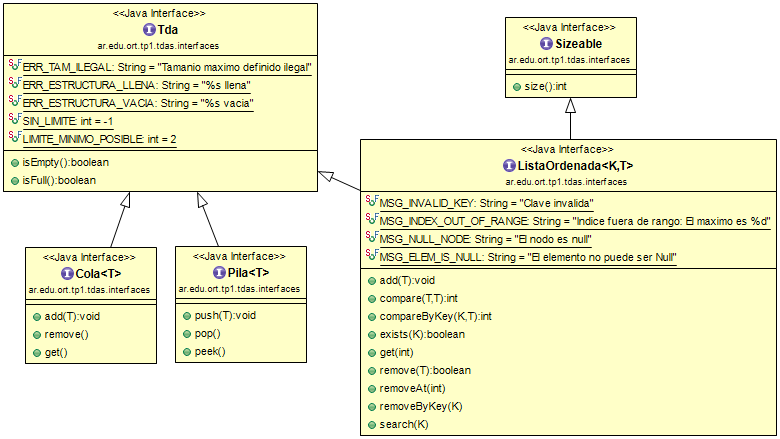 <<Java Interface>>
Tda
ar.edu.ort.tp1.tdas.interfaces
ERR_TAM_ILEGAL: String = "Tamanio maximo definido ilegal"
ERR_ESTRUCTURA_LLENA: String = "%s llena"
ERR_ESTRUCTURA_VACIA: String = "%s vacia"
SIN_LIMITE: int = -1
LIMITE_MINIMO_POSIBLE: int = 2
isEmpty():boolean
isFull():boolean
<<Java Interface>>
Sizeable
ar.edu.ort.tp1.tdas.interfaces
size():int
<<Java Interface>>
ListaOrdenada<K,T>
ar.edu.ort.tp1.tdas.interfaces
MSG_INVALID_KEY: String = "Clave invalida"
MSG_INDEX_OUT_OF_RANGE: String = "Indice fuera de rango: El maximo es %d"
MSG_NULL_NODE: String = "El nodo es null"
MSG_ELEM_IS_NULL: String = "El elemento no puede ser Null"
add(T):void
compare(T,T):int
compareByKey(K,T):int
exists(K):boolean
get(int)
remove(T):boolean
removeAt(int)
removeByKey(K)
search(K)
<<Java Interface>>
Cola<T>
ar.edu.ort.tp1.tdas.interfaces
add(T):void
remove()
get()
<<Java Interface>>
Pila<T>
ar.edu.ort.tp1.tdas.interfaces
push(T):void
pop()
peek()